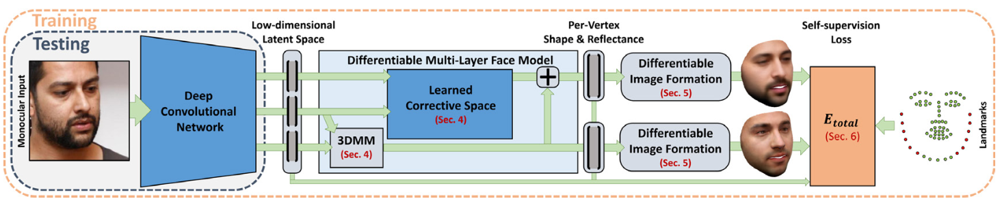 Training
Testing
Monocular Input
Deep
Convolutional
Network
Low-dimensional
Latent Space
Differentiable Multi-Layer Face Model
Learned
Corrective Space
(Sec. 4)
3DMM
(Sec. 4)
+
Per-Vertex
Shape & Reflectance
Differentiable
Image Formation
(Sec. 5)
Differentiable
Image Formation
(Sec. 5)
Self-supervision
Loss
E_total
(Sec. 6)
Landmarks